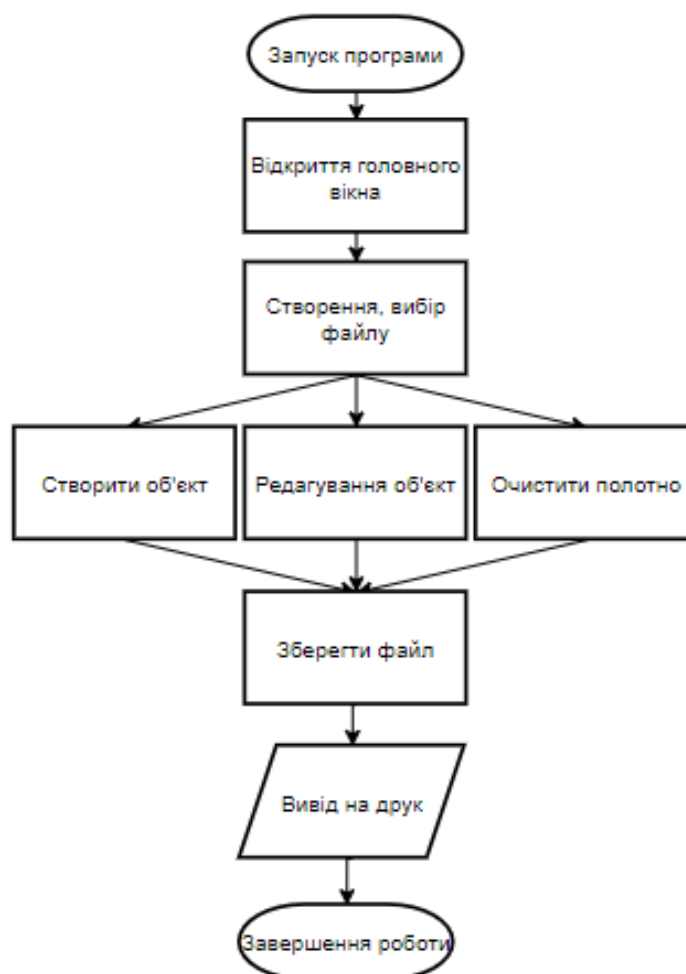 Запуск програми
Відкриття головного
вікна
Створення, вибір
файлу
Створити об'єкт
Редагування об'єкт
Очистити полотно
Зберегти файл
Вивід на друк
Завершення роботи